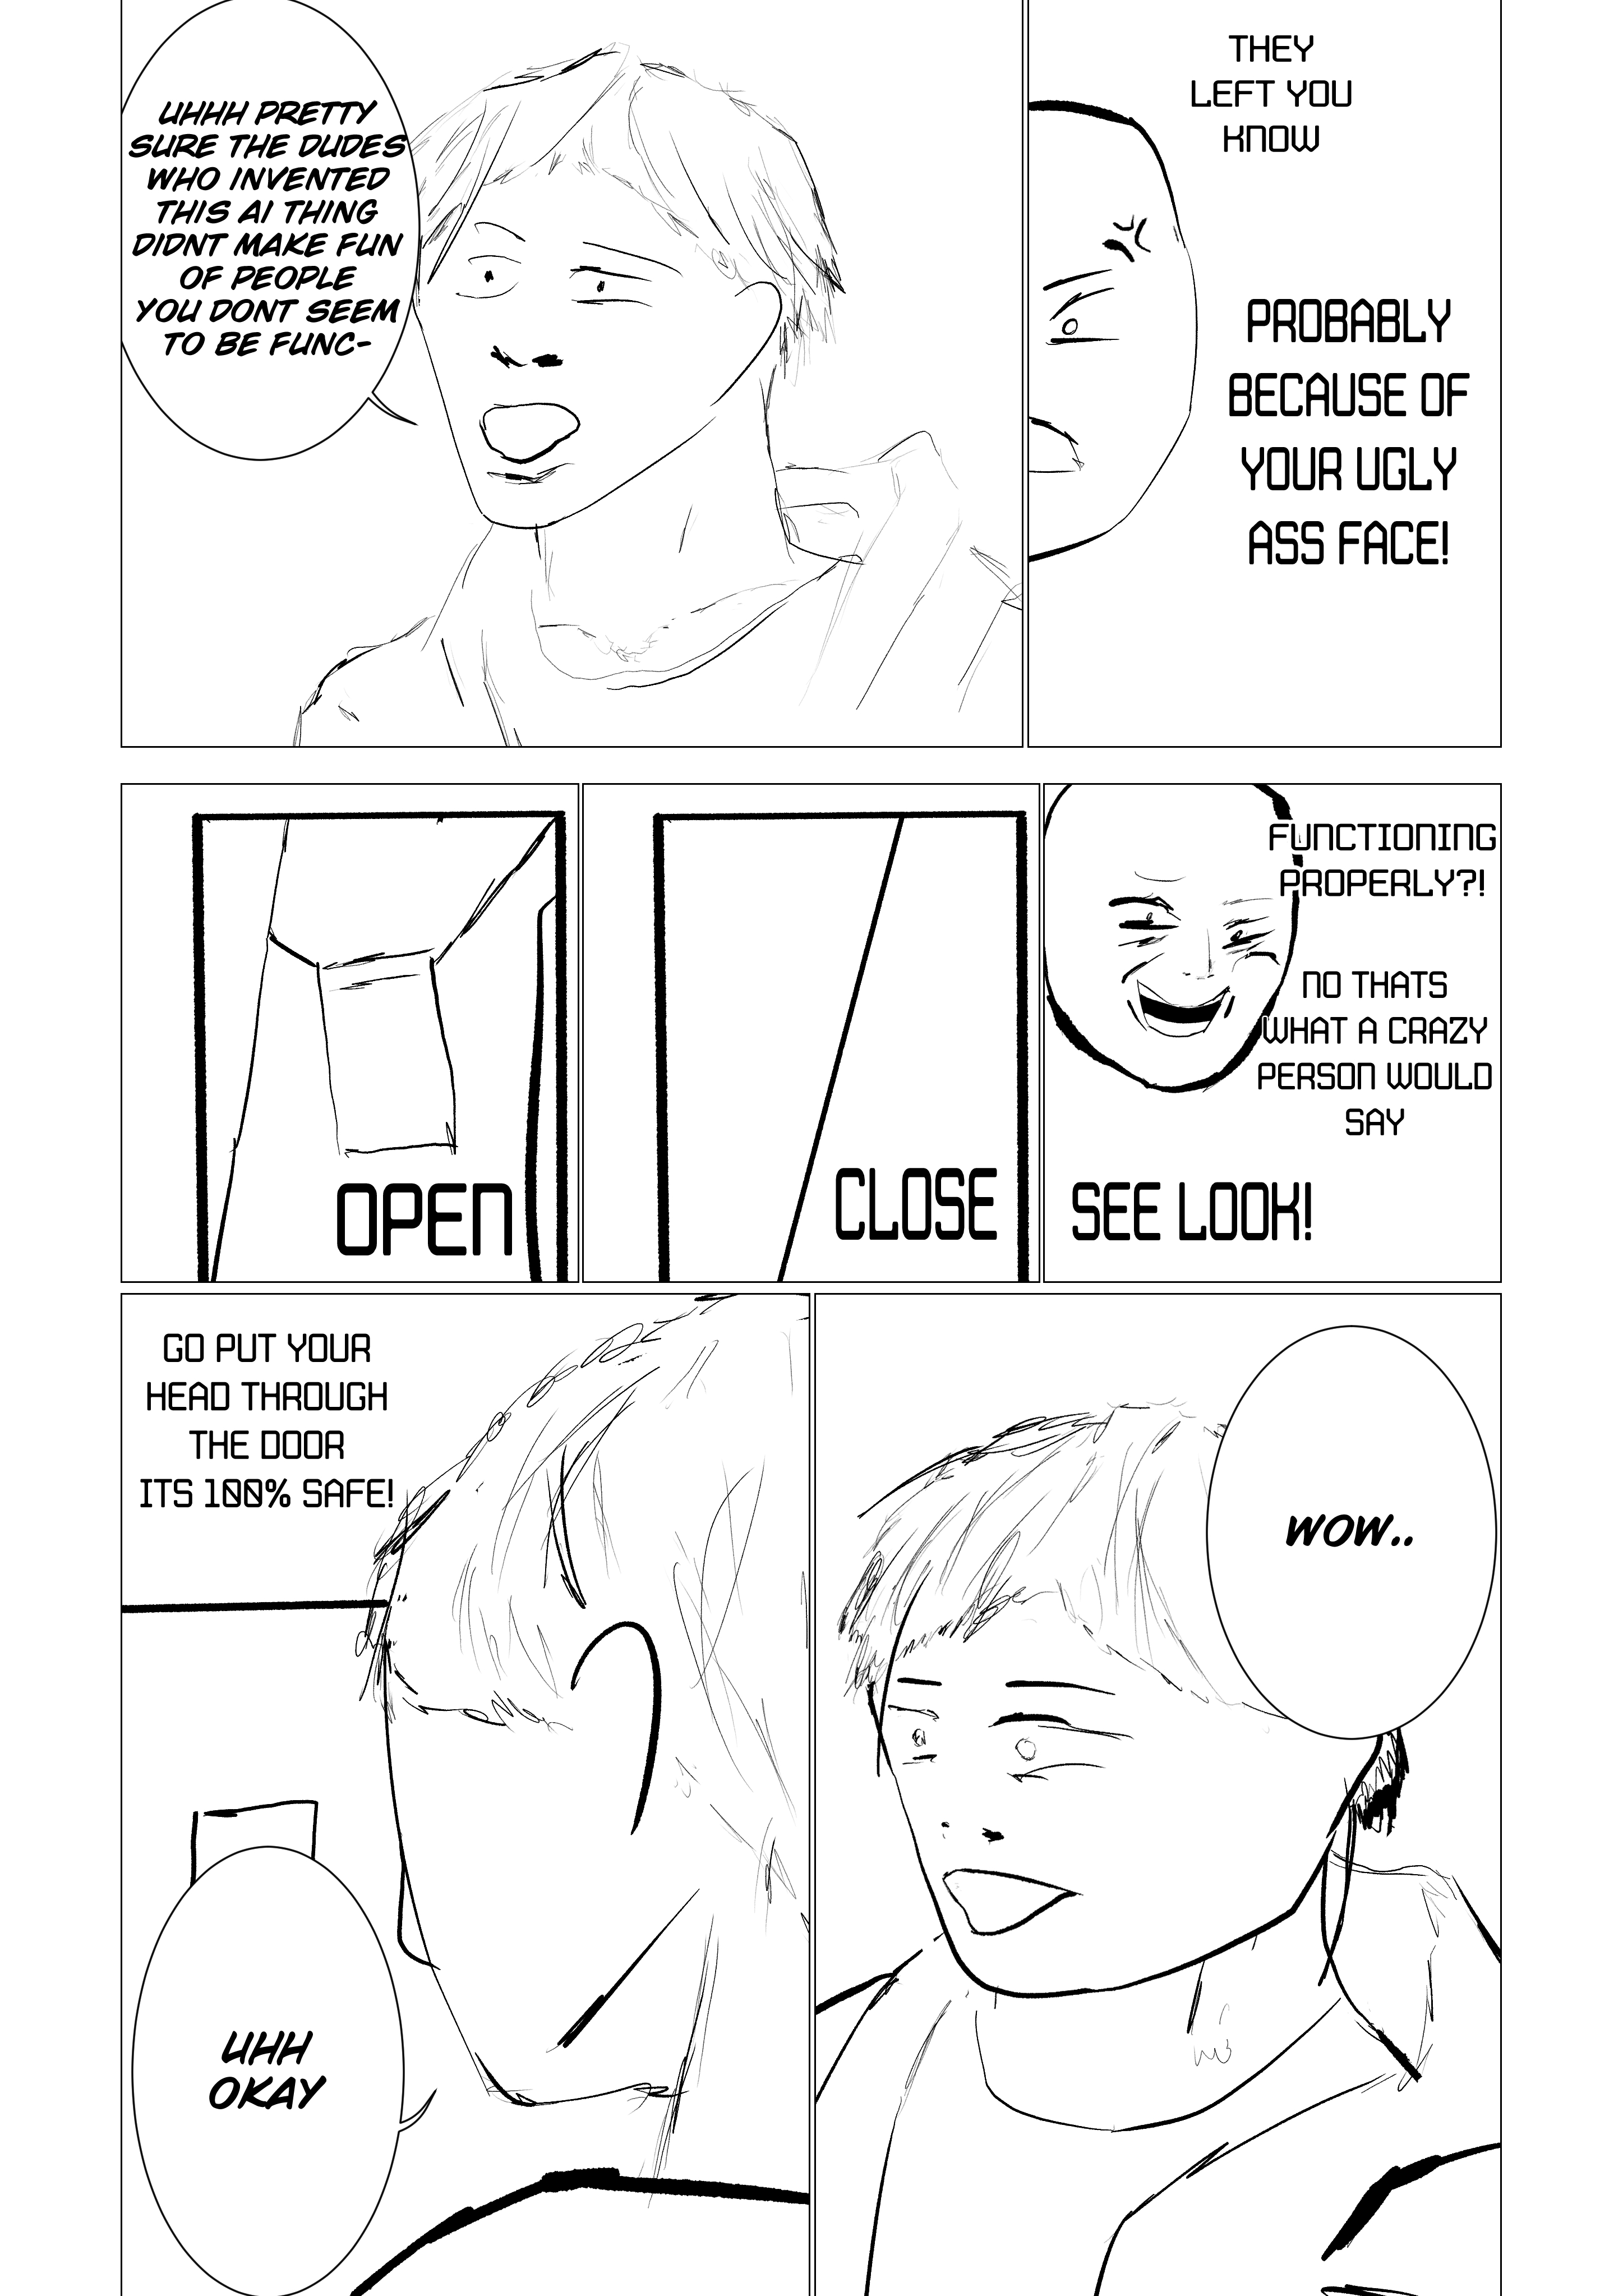 THEY
LEFT YOU
KNOW
PROBABLY
BECAUSE OF
YOUR UGLY
ASS FACE!
UHHH PRETTY
SURE THE DUDES
WHO INVENTED
THIS AI THING
DIDNT MAKE FUN
OF PEOPLE
YOU DONT SEEM
TO BE FUNC-
FUNCTIONING
PROPERLY?!
NO THATS
WHAT A CRAZY
PERSON WOULD
SAY
SEE LOOK!
CLOSE
OPEN
WOW..
GO PUT YOUR
HEAD THROUGH
THE DOOR
ITS 100% SAFE!
UHH
OKAY